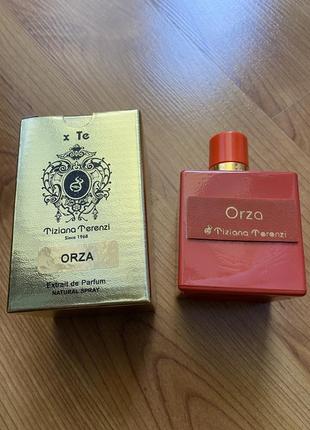 x Te
Tiziana Terenzi
Since 1968
ORZA
Extrait de Parfum
NATURAL SPRAY
Orza
Tiziana Terenzi